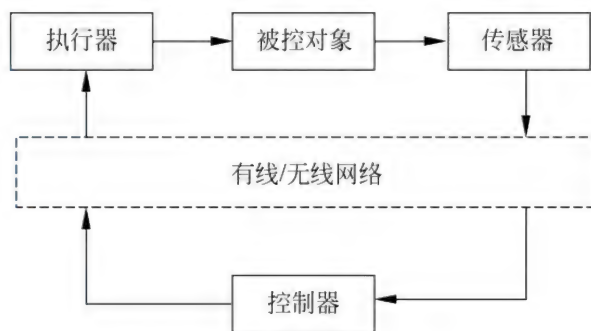 执行器
被控对象
传感器
有线/无线网络
控制器